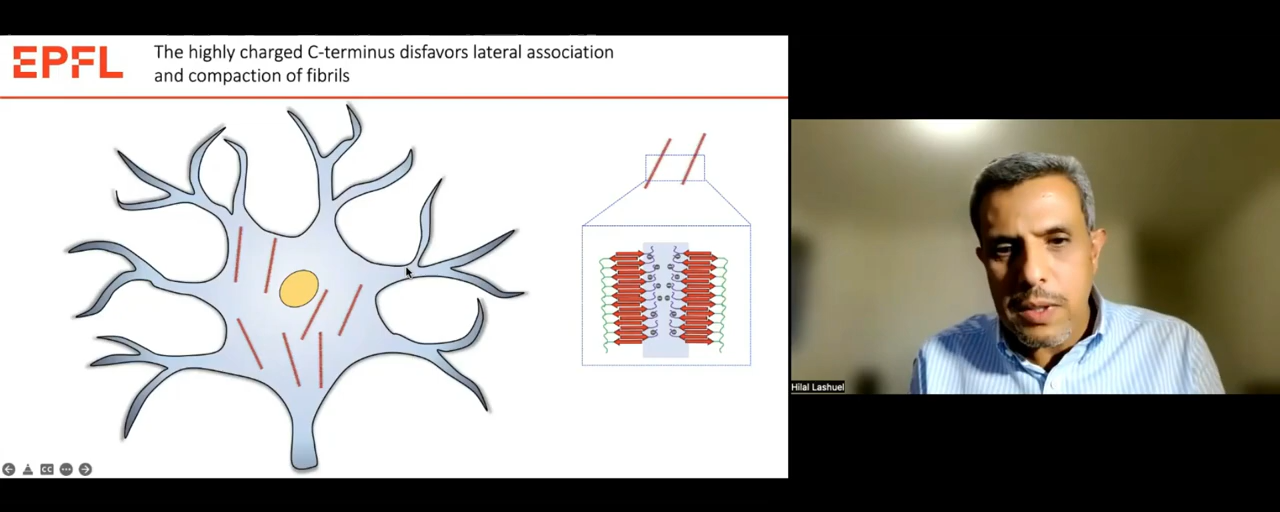 EPFL
The highly charged C-terminus disfavors lateral association
and compaction of fibrils
Hilal Lashuel
CC